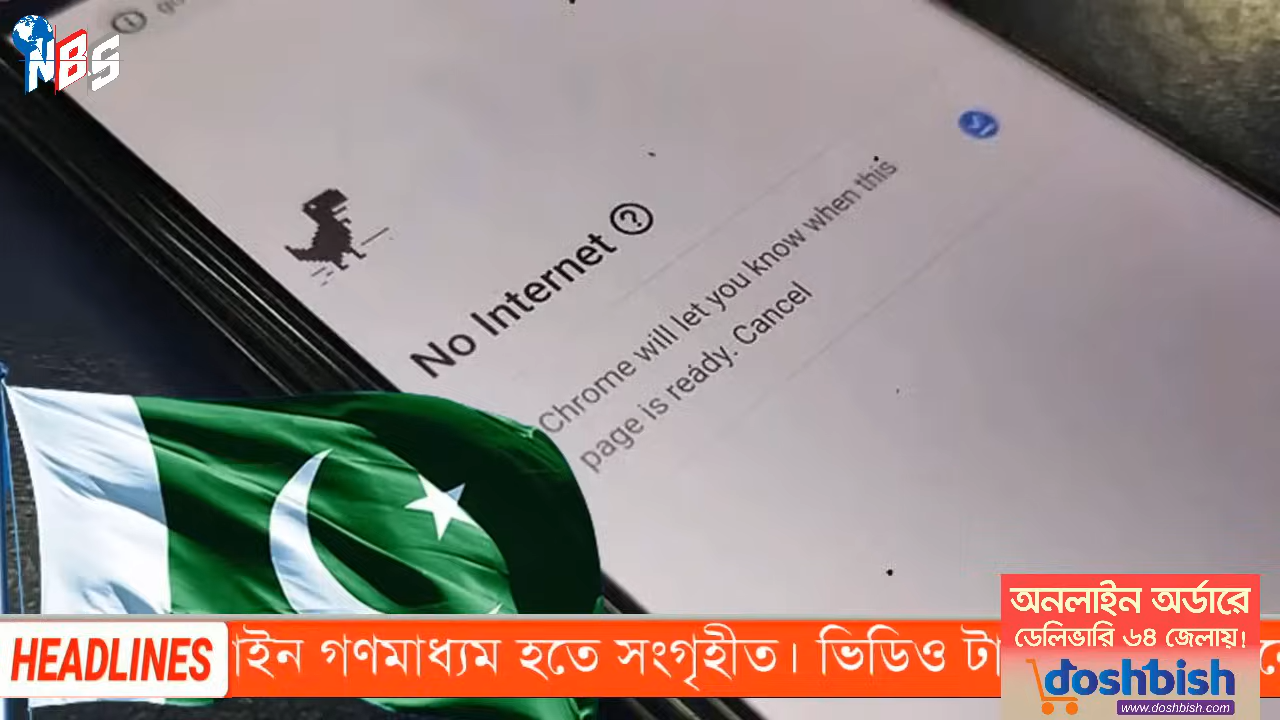 NBS
No Internet
Chrome will let you know when this
page is ready. Cancel
অনলাইন অর্ডারে
ডেলিভারি ৬৪ জেলায়!
HEADLINES
গণমাধ্যম হতে সংগৃহীত। ভিডিও
doshbish
www.doshbish.com